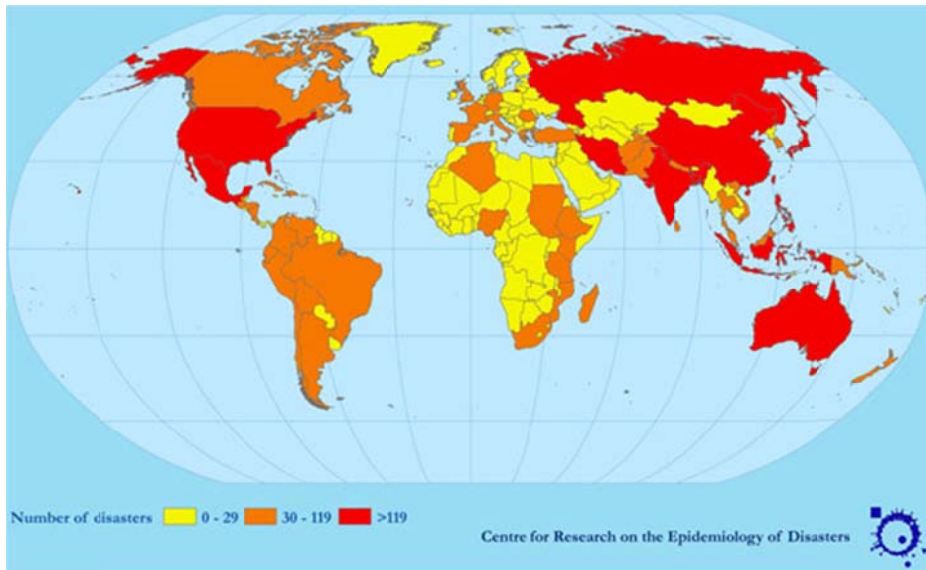 Number of disasters 0 - 29 30 - 119 >119
Centre for Research on the Epidemiology of Disasters